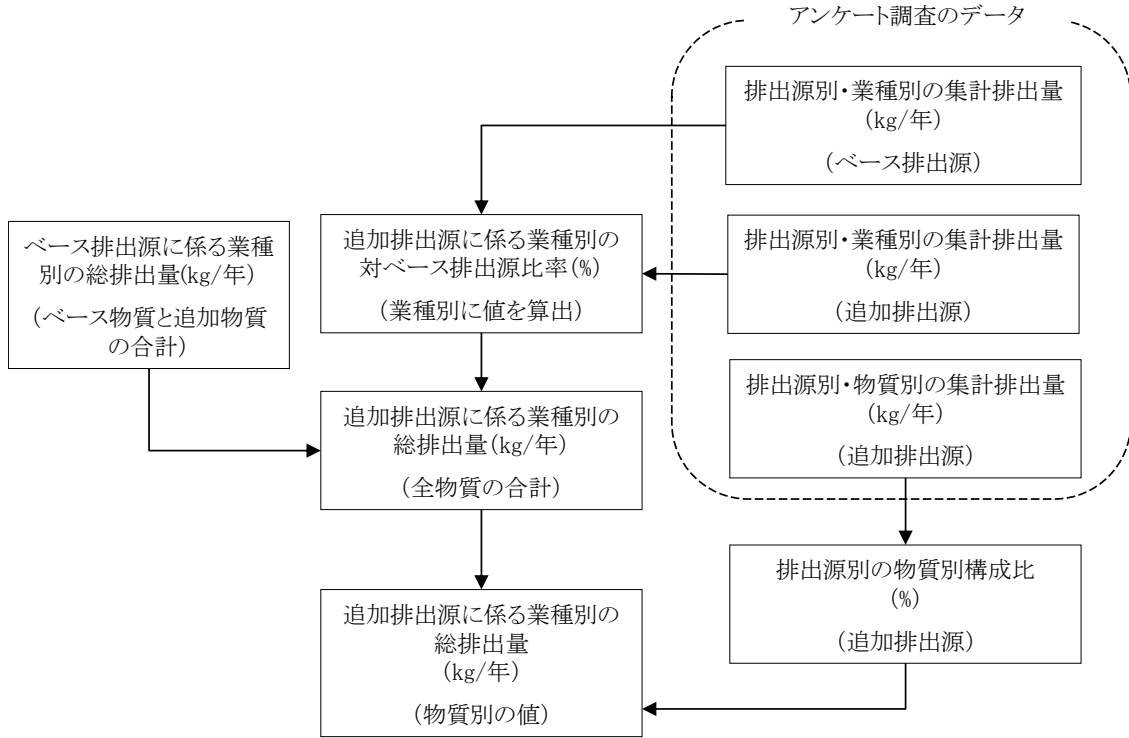 アンケート調査のデータ
排出源別・業種別の集計排出量
(kg/年)
(ベース排出源)
ベース排出源に係る業種
別の総排出量(kg/年)
(ベース物質と追加物質
の合計)
追加排出源に係る業種別の
対ベース排出源比率(%)
(業種別に値を算出)
排出源別・業種別の集計排出量
(kg/年)
(追加排出源)
排出源別・物質別の集計排出量
(kg/年)
(追加排出源)
追加排出源に係る業種別の
総排出量(kg/年)
(全物質の合計)
排出源別の物質別構成比
(%)
(追加排出源)
追加排出源に係る業種別の
総排出量
(kg/年)
(物質別の値)